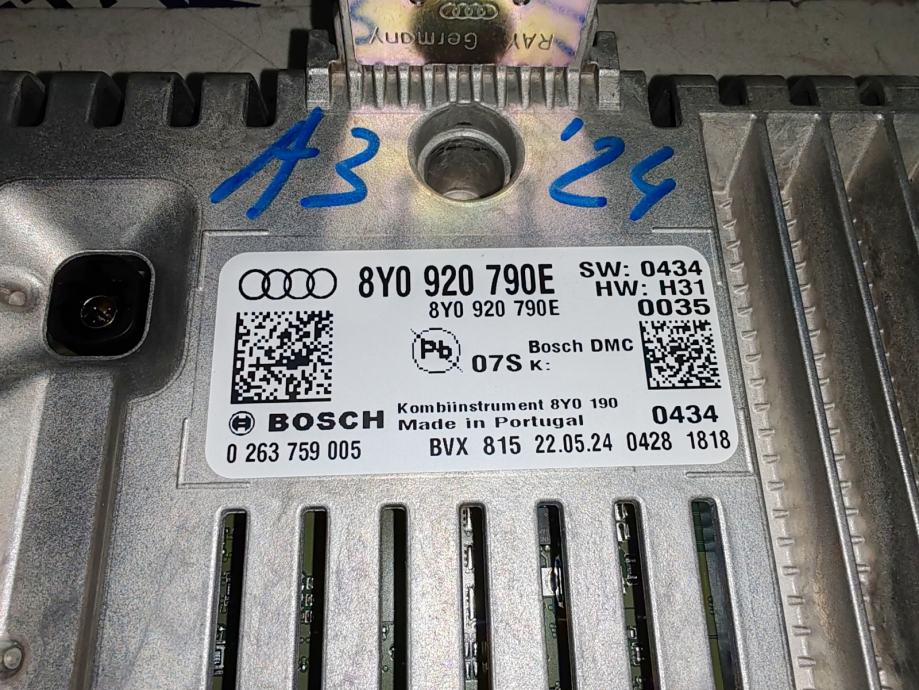 RAY Germany
A3 '24
8Y0 920 790E SW: 0434
8Y0 920 790E HW: H31
0035
Pb 07S K: Bosch DMC
BOSCH Kombiinstrument 8Y0 190 0434
Made in Portugal
0 263 759 005 BVX 815 22.05.24 0428 1818